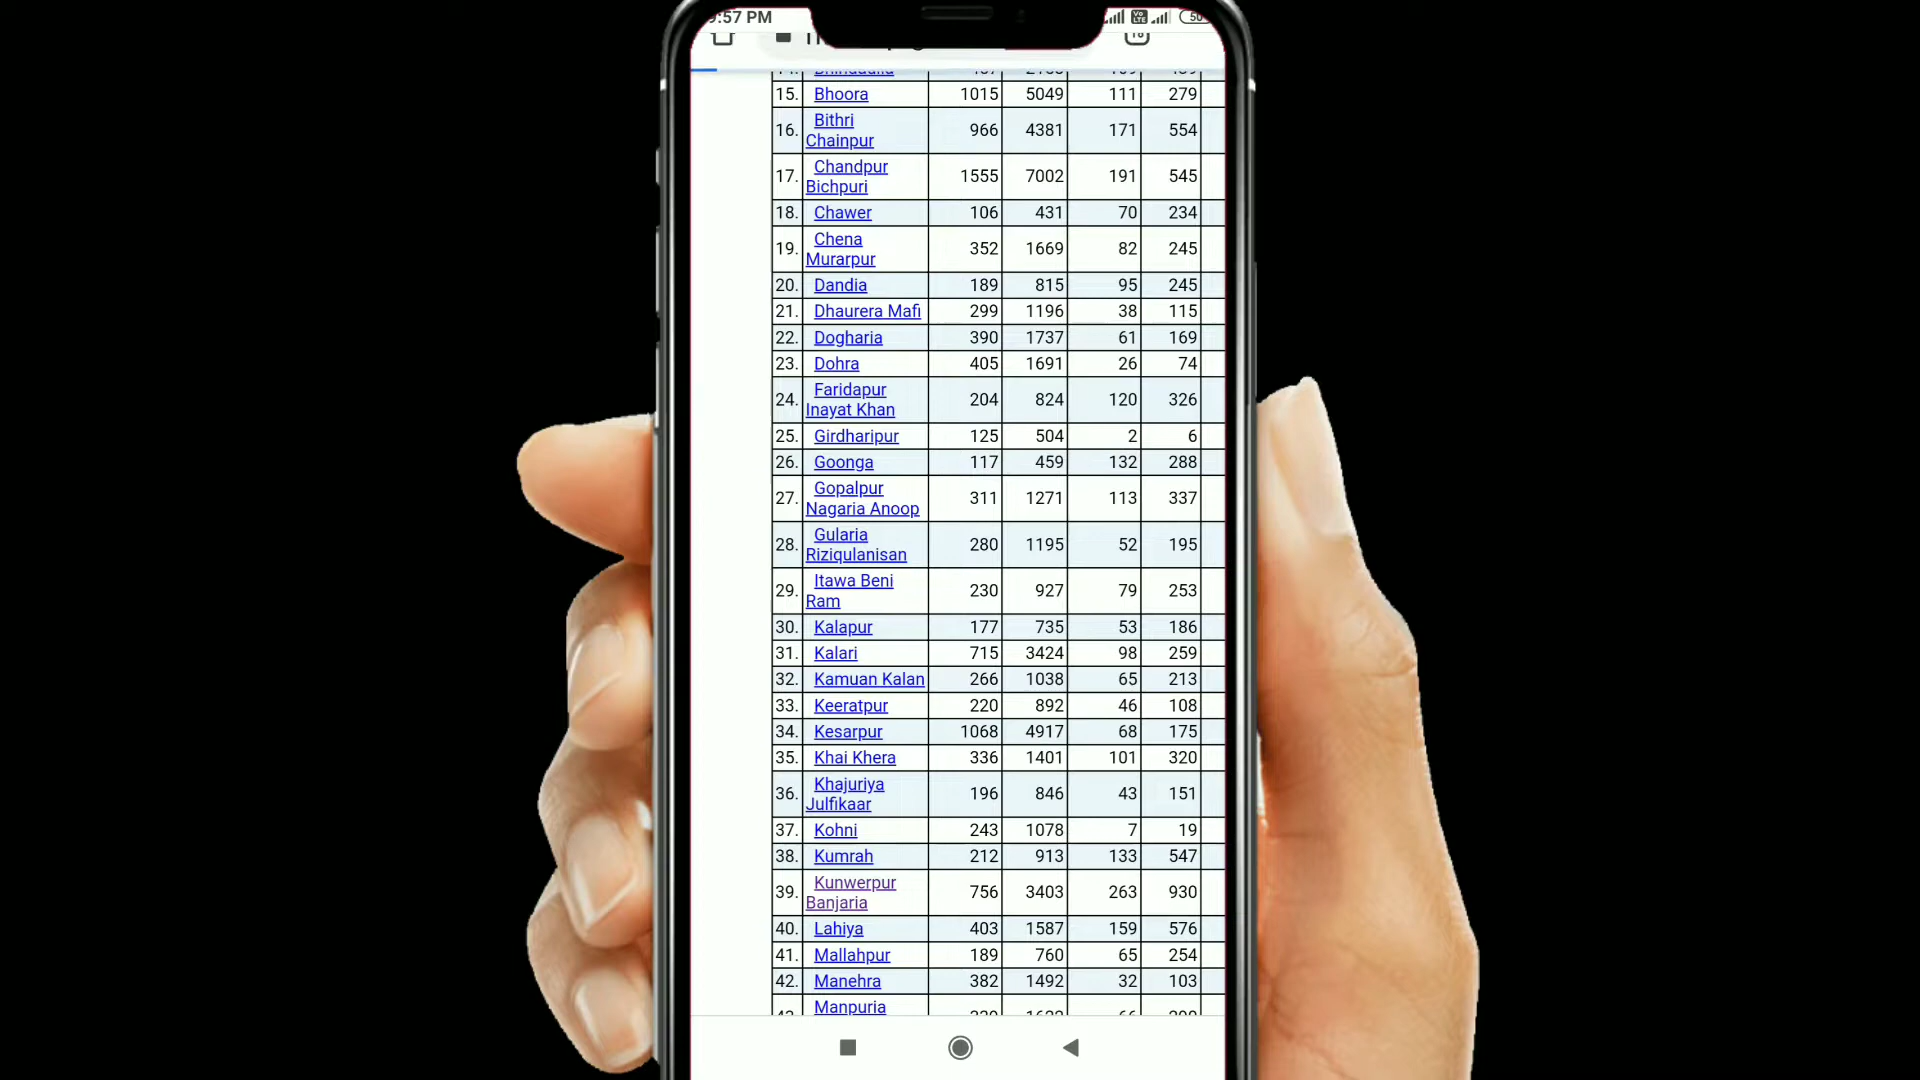 9:57 PM
15. Bhoora 1015 5049 111 279
16. Bithri Chainpur 966 4381 171 554
17. Chandpur Bichpuri 1555 7002 191 545
18. Chawer 106 431 70 234
19. Chena Murarpur 352 1669 82 245
20. Dandia 189 815 95 245
21. Dhaurera Mafi 299 1196 38 115
22. Dogharia 390 1737 61 169
23. Dohra 405 1691 26 74
24. Faridapur Inayat Khan 204 824 120 326
25. Girdharipur 125 504 2 6
26. Goonga 117 459 132 288
27. Gopalpur Nagaria Anoop 311 1271 113 337
28. Gularia Riziqulanisan 280 1195 52 195
29. Itawa Beni Ram 230 927 79 253
30. Kalapur 177 735 53 186
31. Kalari 715 3424 98 259
32. Kamuan Kalan 266 1038 65 213
33. Keeratpur 220 892 46 108
34. Kesarpur 1068 4917 68 175
35. Khai Khera 336 1401 101 320
36. Khajuriya Julfikaar 196 846 43 151
37. Kohni 243 1078 7 19
38. Kumrah 212 913 133 547
39. Kunwerpur Banjaria 756 3403 263 930
40. Lahiya 403 1587 159 576
41. Mallahpur 189 760 65 254
42. Manehra 382 1492 32 103
Manpuria